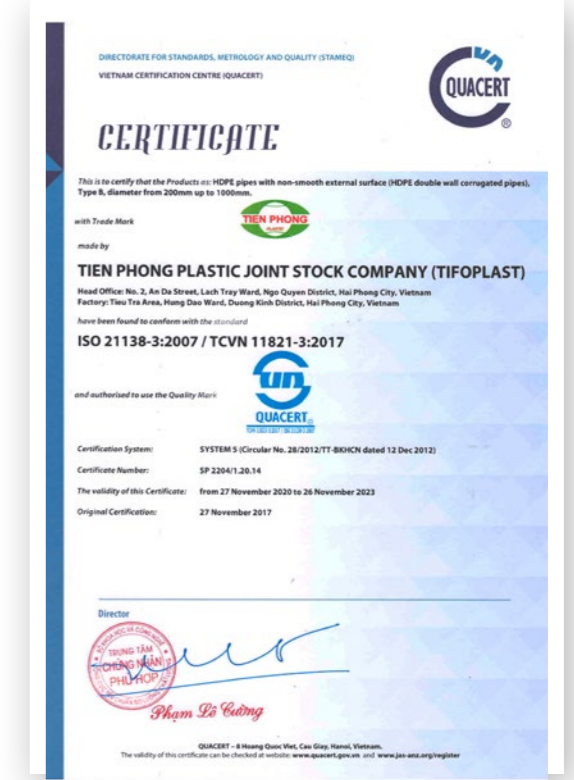 DIRECTORATE FOR STANDARDS, METROLOGY AND QUALITY (STAMEQ)
VIETNAM CERTIFICATION CENTRE (QUACERT)
QUACERT
®
CERTIFICATE
This is to certify that the Products as: HDPE pipes with non-smooth external surface (HDPE double wall corrugated pipes),
Type B, diameter from 200mm up to 1000mm.
with Trade Mark
TIEN PHONG
PLASTIC
made by
TIEN PHONG PLASTIC JOINT STOCK COMPANY (TIFOPLAST)
Head Office: No. 2, An Da Street, Lach Tray Ward, Ngo Quyen District, Hai Phong City, Vietnam
Factory: Tieu Tra Area, Hung Dao Ward, Duong Kinh District, Hai Phong City, Vietnam
have been found to conform with the standard
ISO 21138-3:2007 / TCVN 11821-3:2017
and authorised to use the Quality Mark
QUACERT
Certification System: SYSTEM 5 (Circular No. 28/2012/TT-BKHCN dated 12 Dec 2012)
Certificate Number: SP 2204/1.20.14
The validity of this Certificate: from 27 November 2020 to 26 November 2023
Original Certification: 27 November 2017
Director
TRUNG TÂM
CHỨNG NHẬN
PHÙ HỢP
Phạm Lê Cường
QUACERT – 8 Hoang Quoc Viet, Cau Giay, Hanoi, Vietnam.
The validity of this certificate can be checked at website: www.quacert.gov.vn and www.jas-anz.org/register